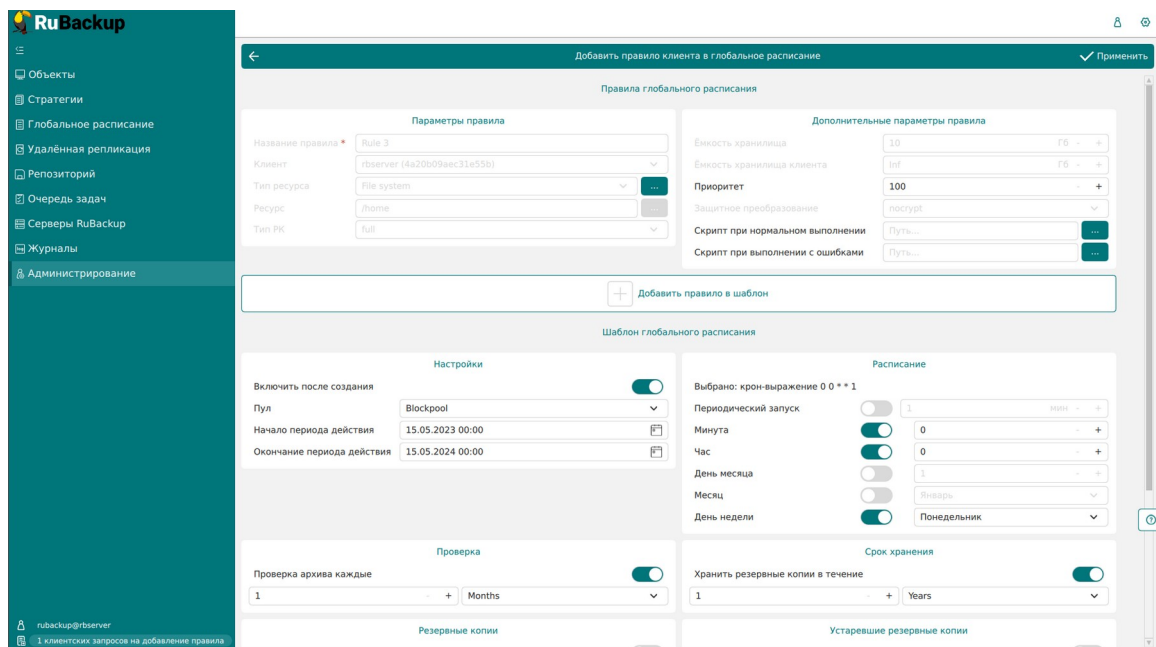 RuBackup
Объекты
Стратегии
Глобальное расписание
Удалённая репликация
Репозиторий
Очередь задач
Серверы RuBackup
Журналы
Администрирование
rubackup@rbserver
1 клиентских запросов на добавление правила
Добавить правило клиента в глобальное расписание
Применить
Правила глобального расписания
Параметры правила
Название правила * Rule 3
Клиент rbserver (4a20b09aec31e55b)
Тип ресурса File system ...
Ресурс /home ...
Тип РК full
Дополнительные параметры правила
Ёмкость хранилища 10 Гб - +
Ёмкость хранилища клиента Inf Гб - +
Приоритет 100 - +
Защитное преобразование nocrypt
Скрипт при нормальном выполнении Путь... ...
Скрипт при выполнении с ошибками Путь... ...
Добавить правило в шаблон
Шаблон глобального расписания
Настройки
Включить после создания
Пул Blockpool
Начало периода действия 15.05.2023 00:00
Окончание периода действия 15.05.2024 00:00
Расписание
Выбрано: крон-выражение 0 0 * * 1
Периодический запуск 1 мин - +
Минута 0 - +
Час 0 - +
День месяца 1 - +
Месяц Январь
День недели Понедельник
Проверка
Проверка архива каждые
1 - + Months
Срок хранения
Хранить резервные копии в течение
1 - + Years
Резервные копии
Устаревшие резервные копии